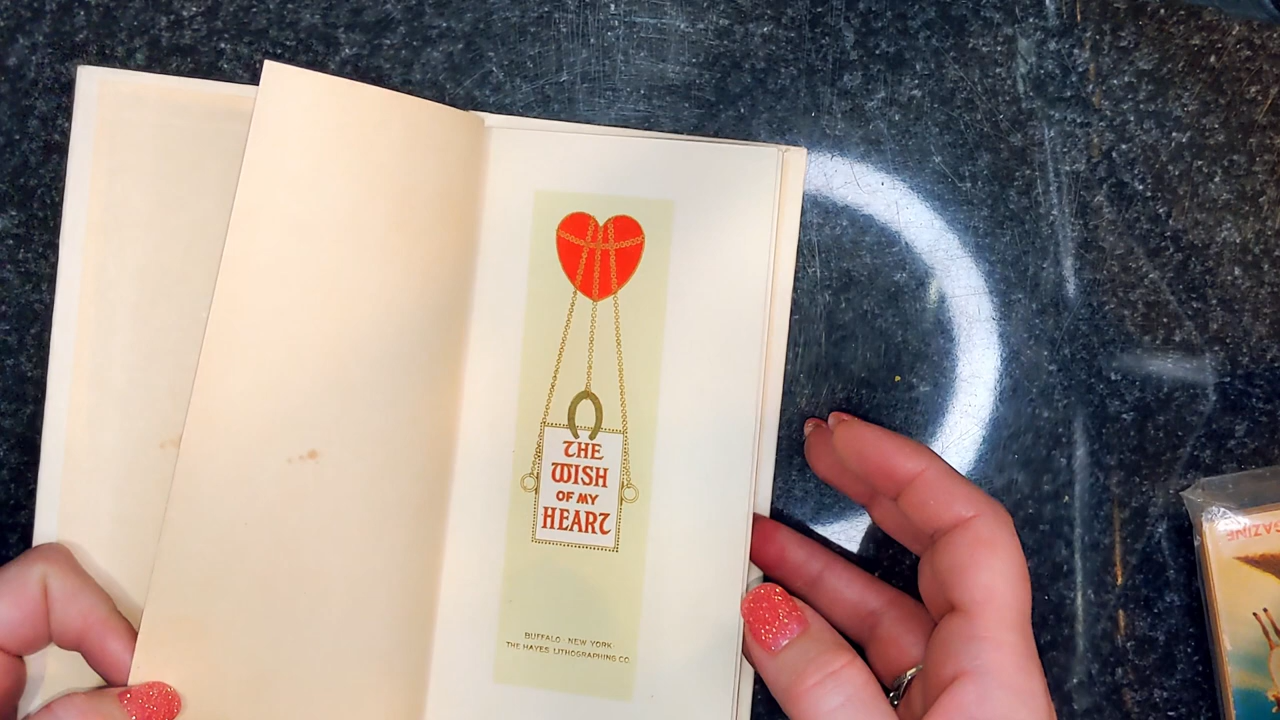 THE
WISH
OF MY
HEART
BUFFALO · NEW YORK·
THE HAYES LITHOGRAPHING CO.